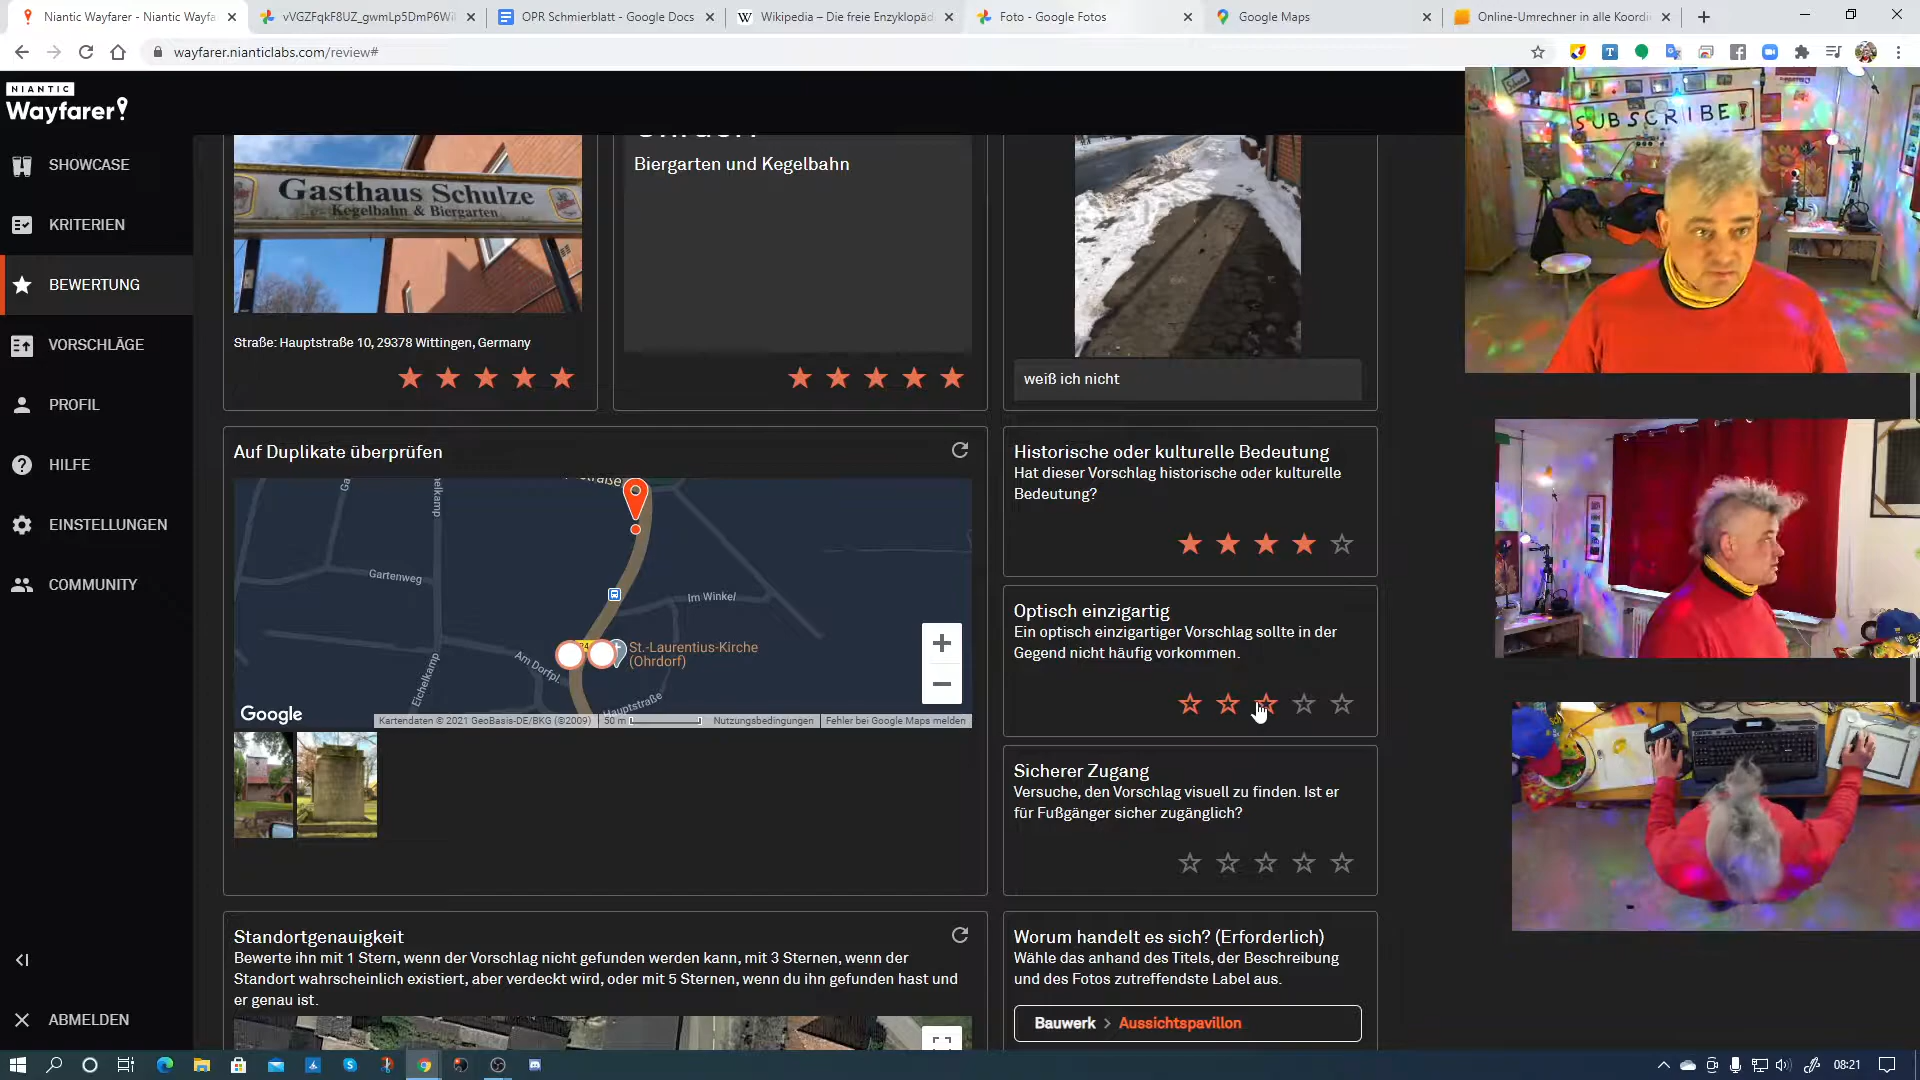 Niantic Wayfarer - Niantic Wayfa
vVGZFqkF8UZ_gwmLp5DmP6Wi
OPR Schmierblatt - Google Docs
Wikipedia – Die freie Enzyklopäd
Foto - Google Fotos
Google Maps
Online-Umrechner in alle Koordi
wayfarer.nianticlabs.com/review#
NIANTIC
Wayfarer
SHOWCASE
KRITERIEN
BEWERTUNG
VORSCHLÄGE
PROFIL
HILFE
EINSTELLUNGEN
COMMUNITY
ABMELDEN
Gasthaus Schulze
Kegelbahn & Biergarten
Straße: Hauptstraße 10, 29378 Wittingen, Germany
Biergarten und Kegelbahn
weiß ich nicht
SUBSCRIBE!
Auf Duplikate überprüfen
Gartenweg
Im Winkel
St.-Laurentius-Kirche
(Ohrdorf)
Am Dorfpl.
Eichelkamp
Hauptstraße
Google
Kartendaten © 2021 GeoBasis-DE/BKG (©2009)
50 m
Nutzungsbedingungen
Fehler bei Google Maps melden
Historische oder kulturelle Bedeutung
Hat dieser Vorschlag historische oder kulturelle
Bedeutung?
Optisch einzigartig
Ein optisch einzigartiger Vorschlag sollte in der
Gegend nicht häufig vorkommen.
Sicherer Zugang
Versuche, den Vorschlag visuell zu finden. Ist er
für Fußgänger sicher zugänglich?
Standortgenauigkeit
Bewerte ihn mit 1 Stern, wenn der Vorschlag nicht gefunden werden kann, mit 3 Sternen, wenn der
Standort wahrscheinlich existiert, aber verdeckt wird, oder mit 5 Sternen, wenn du ihn gefunden hast und
er genau ist.
Worum handelt es sich? (Erforderlich)
Wähle das anhand des Titels, der Beschreibung
und des Fotos zutreffendste Label aus.
Bauwerk > Aussichtspavillon
08:21